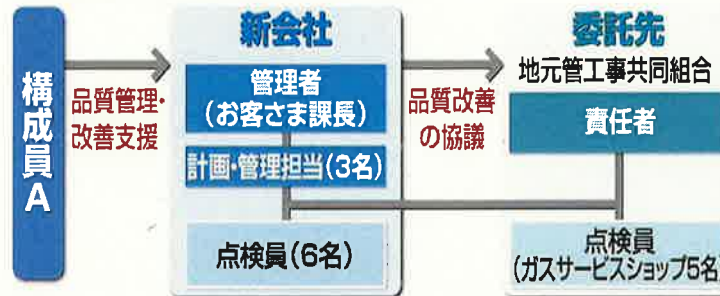 構成員A
品質管理・
改善支援
新会社
管理者
(お客さま課長)
計画・管理担当(3名)
点検員(6名)
品質改善
の協議
委託先
地元管工事共同組合
責任者
点検員
(ガスサービスショップ5名)